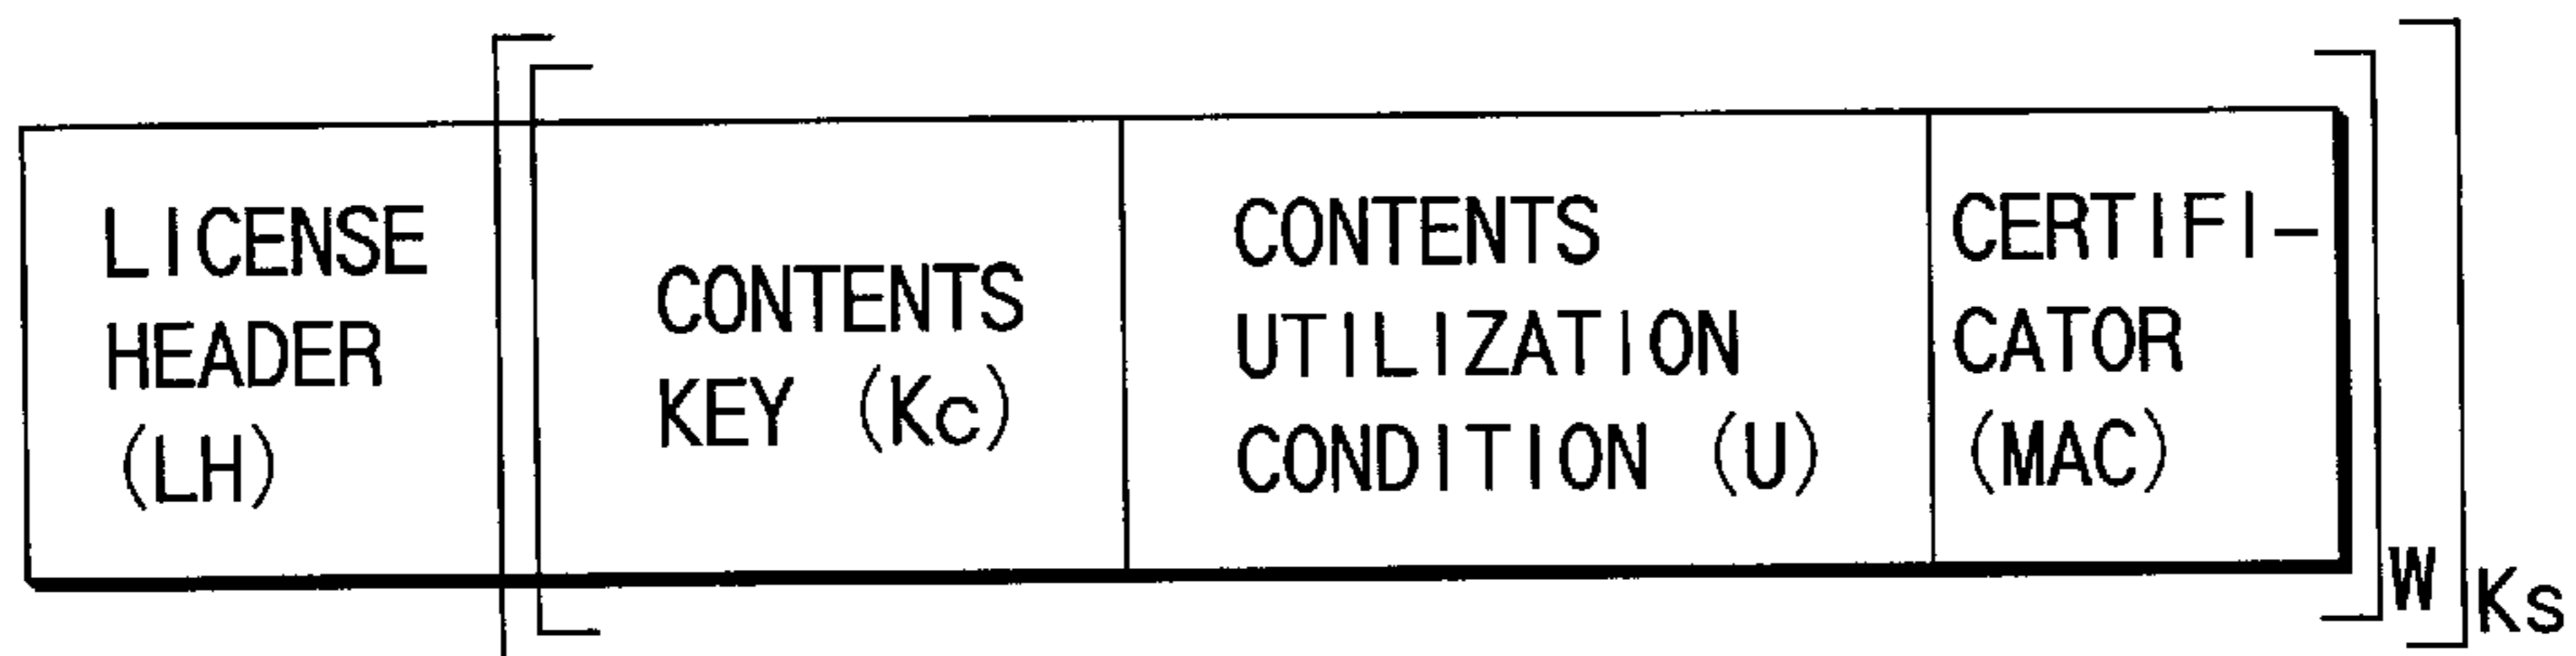 LICENSE
HEADER
(LH)
CONTENTS
KEY (Kc)
CONTENTS
UTILIZATION
CONDITION (U)
CERTIFI-
CATOR
(MAC)
W
Ks